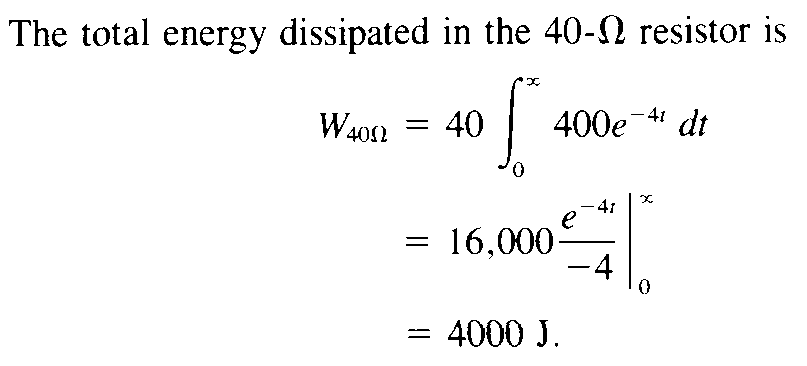 The total energy dissipated in the 40-Ω resistor is
W₄₀Ω = 40 ∫₀^∞ 400e^{−4t} dt
= 16,000 e^{−4t}/−4 |₀^∞
= 4000 J.